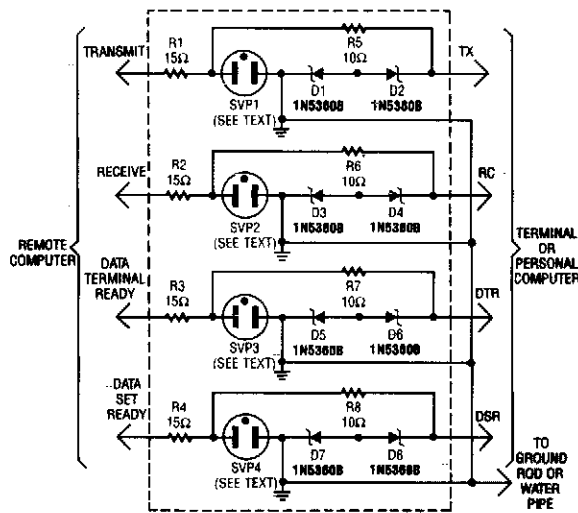 TRANSMIT
R1
15Ω
SVP1
(SEE TEXT)
R5
10Ω
D1
1N5360B
D2
1N5360B
TX
RECEIVE
R2
15Ω
SVP2
(SEE TEXT)
R6
10Ω
D3
1N5360B
D4
1N5360B
RC
REMOTE
COMPUTER
TERMINAL
OR
PERSONAL
COMPUTER
DATA
TERMINAL
READY
R3
15Ω
SVP3
(SEE TEXT)
R7
10Ω
D5
1N5360B
D6
1N5360B
DTR
DATA
SET
READY
R4
15Ω
SVP4
(SEE TEXT)
R8
10Ω
D7
1N5360B
D8
1N5360B
DSR
TO
GROUND
ROD OR
WATER
PIPE